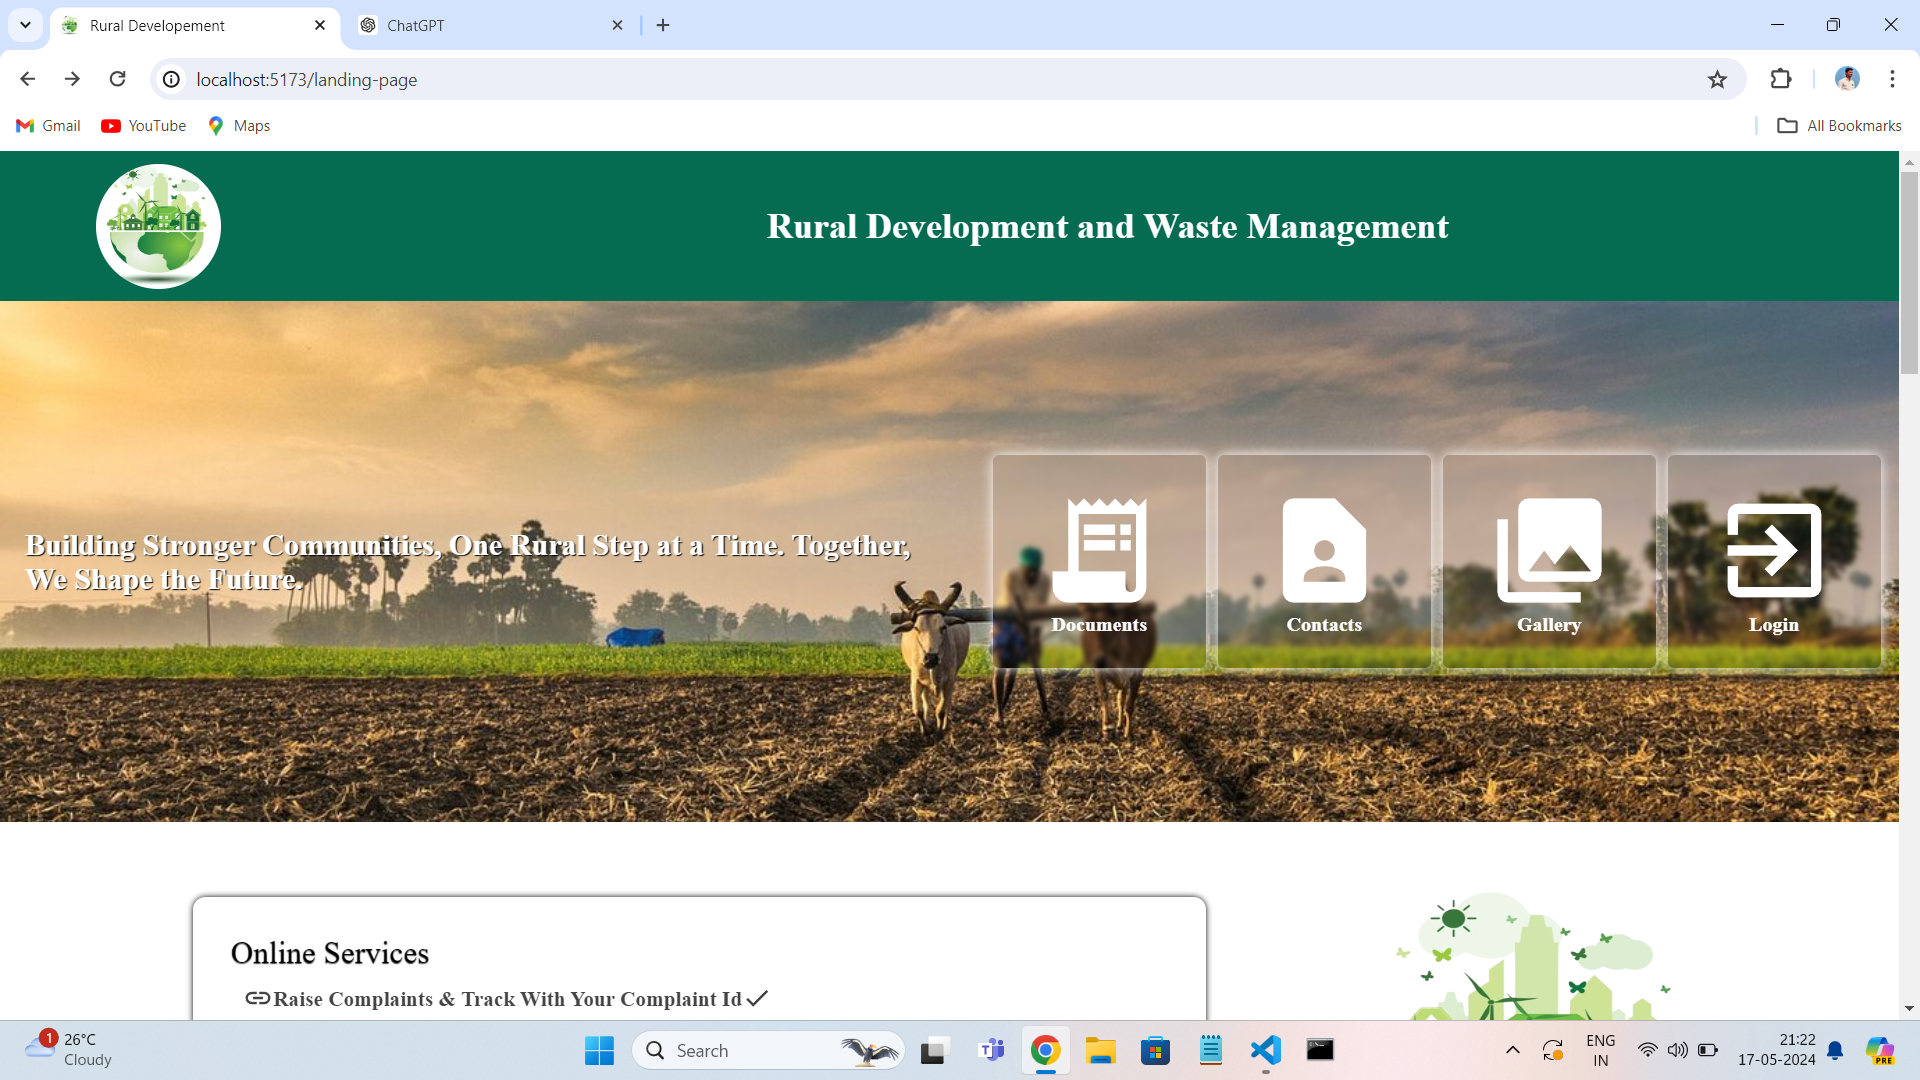 Rural Developement
ChatGPT
localhost:5173/landing-page
Gmail
YouTube
Maps
All Bookmarks
Rural Development and Waste Management
Building Stronger Communities, One Rural Step at a Time. Together,
We Shape the Future.
Documents
Contacts
Gallery
Login
Online Services
Raise Complaints & Track With Your Complaint Id
1
26°C
Cloudy
Search
ENG
IN
21:22
17-05-2024
PRE